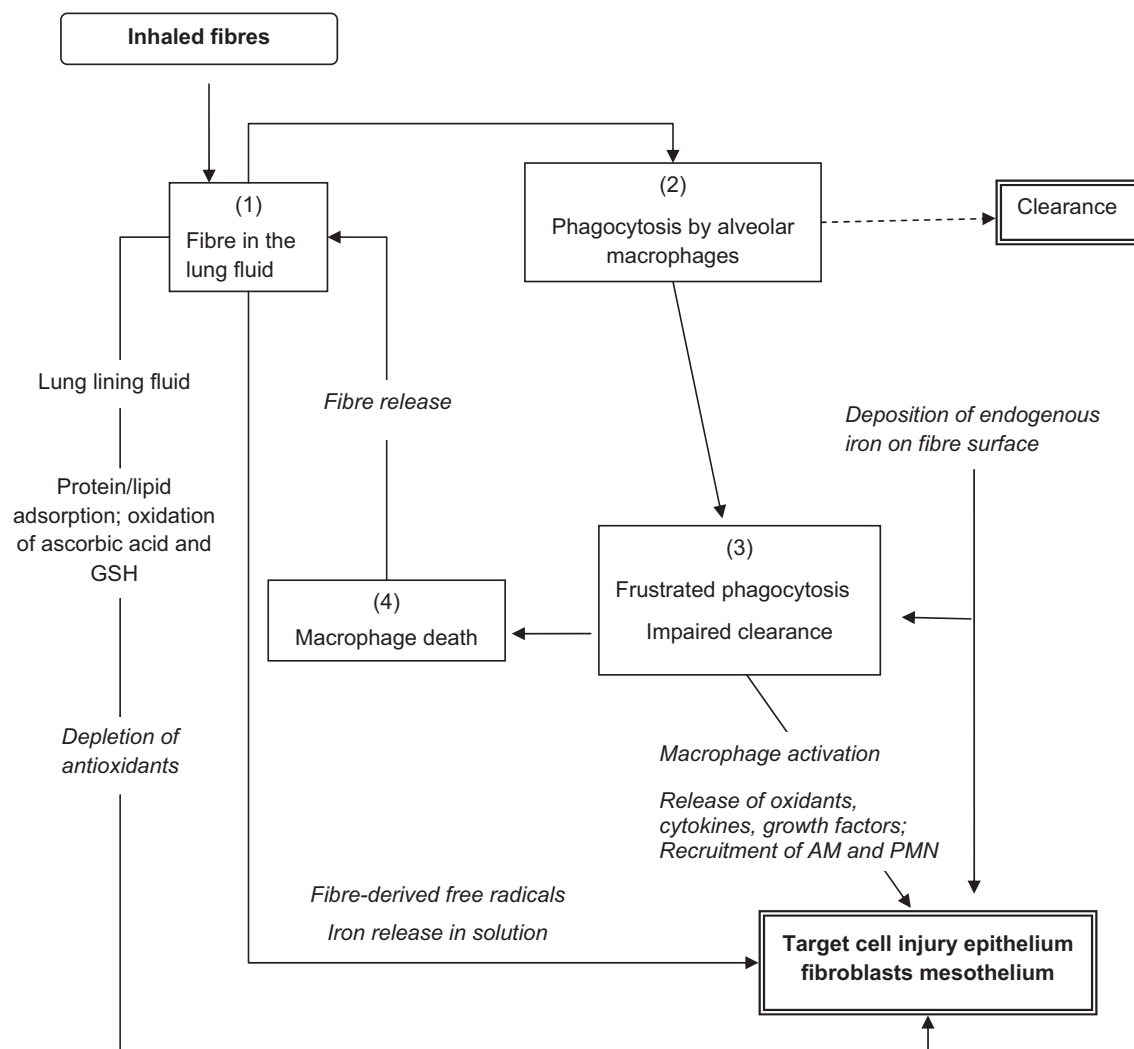 Inhaled fibres
(1)
Fibre in the
lung fluid
(2)
Phagocytosis by alveolar
macrophages
Clearance
Lung lining fluid
Fibre release
Deposition of endogenous
iron on fibre surface
Protein/lipid
adsorption; oxidation
of ascorbic acid and
GSH
(3)
Frustrated phagocytosis
Impaired clearance
(4)
Macrophage death
Depletion of
antioxidants
Macrophage activation
Release of oxidants,
cytokines, growth factors;
Recruitment of AM and PMN
Fibre-derived free radicals
Iron release in solution
Target cell injury epithelium
fibroblasts mesothelium